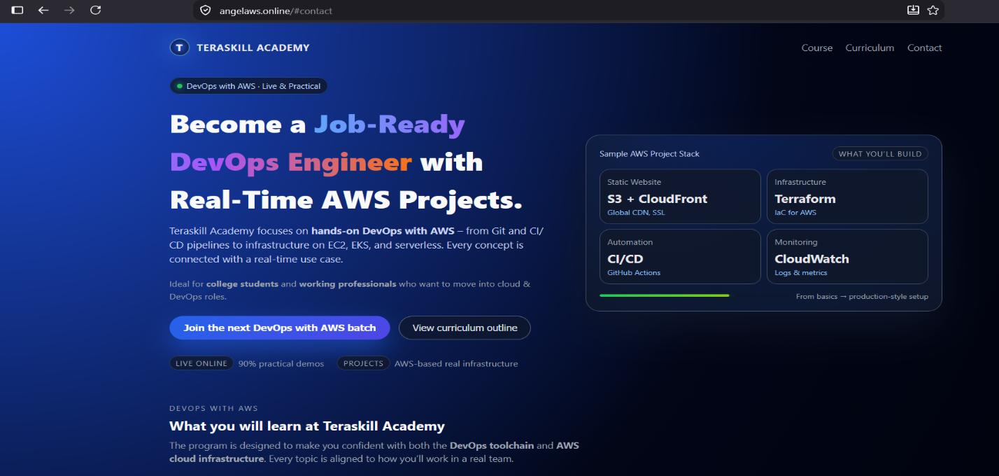 angelaws.online/#contact
T
TERASKILL ACADEMY
Course
Curriculum
Contact
DevOps with AWS · Live & Practical
Become a Job-Ready
DevOps Engineer with
Real-Time AWS Projects.
Teraskill Academy focuses on hands-on DevOps with AWS – from Git and CI/
CD pipelines to infrastructure on EC2, EKS, and serverless. Every concept is
connected with a real-time use case.
Ideal for college students and working professionals who want to move into cloud &
DevOps roles.
Join the next DevOps with AWS batch
View curriculum outline
LIVE ONLINE 90% practical demos
PROJECTS AWS-based real infrastructure
Sample AWS Project Stack
WHAT YOU’LL BUILD
Static Website
S3 + CloudFront
Global CDN, SSL
Infrastructure
Terraform
IaC for AWS
Automation
CI/CD
GitHub Actions
Monitoring
CloudWatch
Logs & metrics
From basics → production-style setup
DEVOPS WITH AWS
What you will learn at Teraskill Academy
The program is designed to make you confident with both the DevOps toolchain and AWS
cloud infrastructure. Every topic is aligned to how you’ll work in a real team.